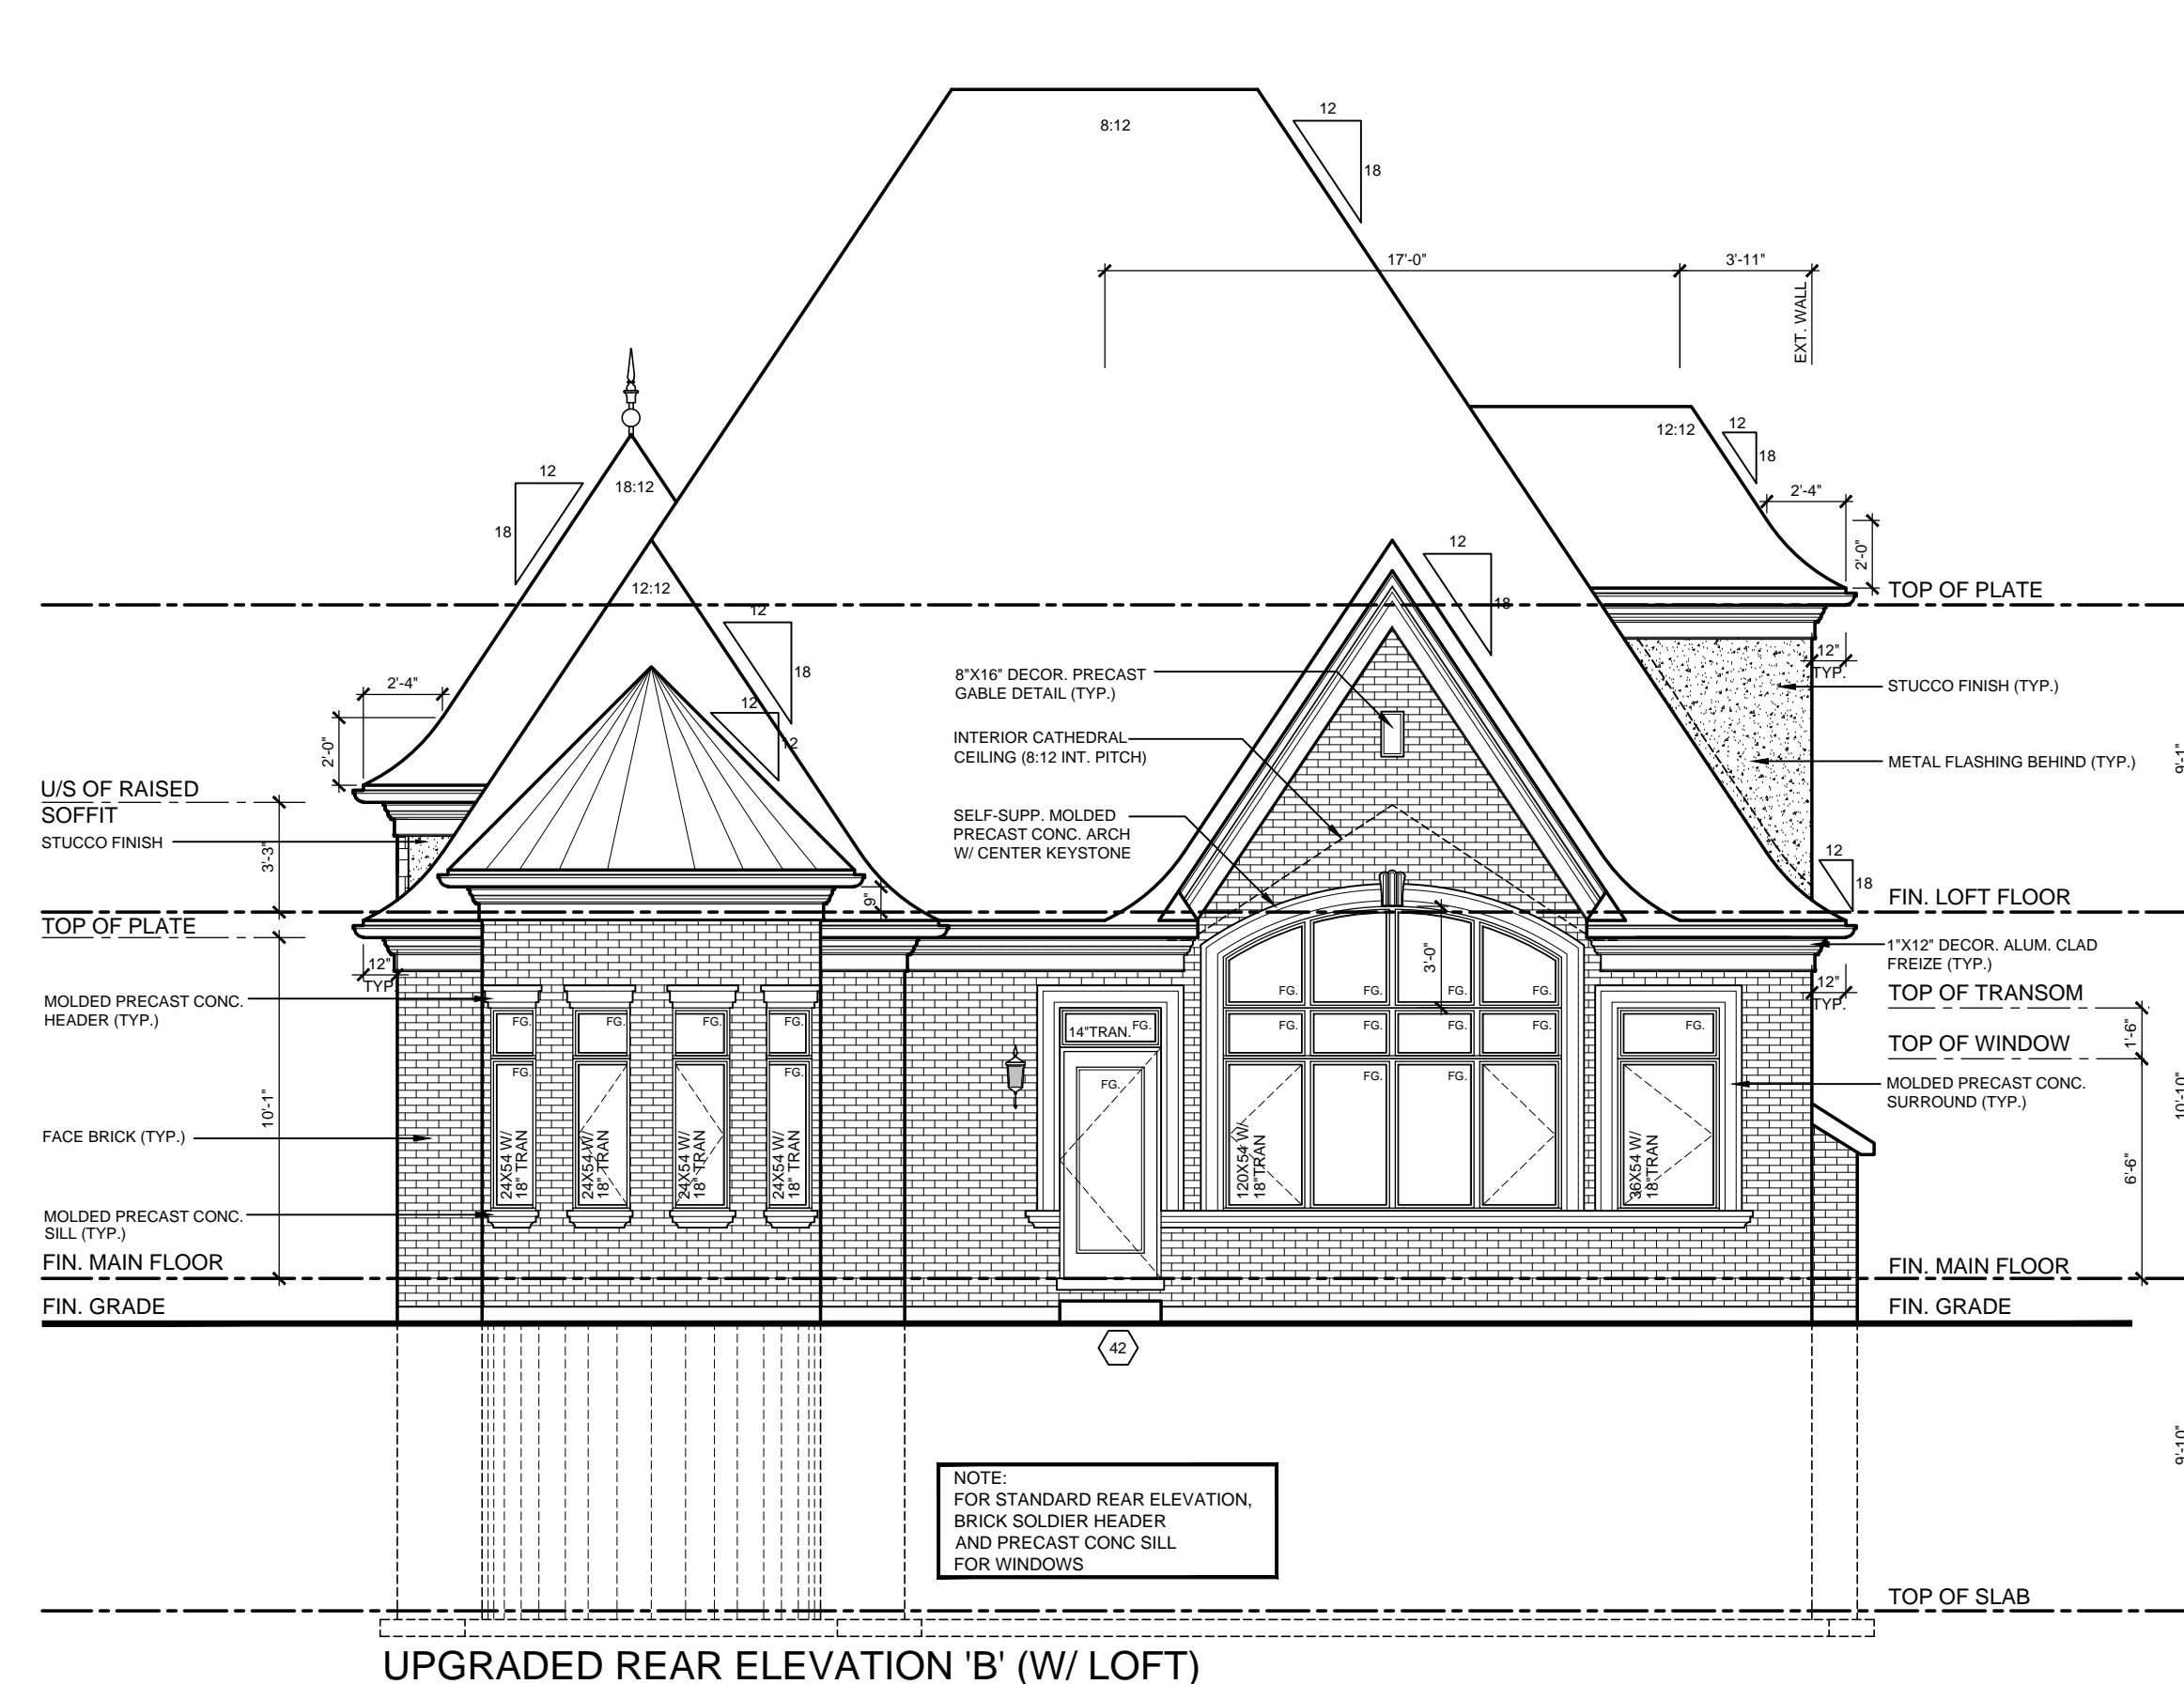 8:12
12
18
17'-0"
3'-11"
EXT. WALL
12:12
12
18
2'-4"
2'-0"
12
18
18:12
12:12
12
18
12
12
12
18
TOP OF PLATE
12"
TYP.
STUCCO FINISH (TYP.)
METAL FLASHING BEHIND (TYP.)
9'-1"
12
18
FIN. LOFT FLOOR
1"X12" DECOR. ALUM. CLAD
FREIZE (TYP.)
12"
TYP.
TOP OF TRANSOM
1'-6"
TOP OF WINDOW
MOLDED PRECAST CONC.
SURROUND (TYP.)
10'-10"
6'-6"
FIN. MAIN FLOOR
FIN. GRADE
9'-10"
TOP OF SLAB
2'-4"
2'-0"
U/S OF RAISED
SOFFIT
STUCCO FINISH
3'-3"
TOP OF PLATE
12"
TYP.
MOLDED PRECAST CONC.
HEADER (TYP.)
10'-1"
FACE BRICK (TYP.)
MOLDED PRECAST CONC.
SILL (TYP.)
FIN. MAIN FLOOR
FIN. GRADE
9"
8"X16" DECOR. PRECAST
GABLE DETAIL (TYP.)
INTERIOR CATHEDRAL
CEILING (8:12 INT. PITCH)
SELF-SUPP. MOLDED
PRECAST CONC. ARCH
W/ CENTER KEYSTONE
3'-0"
FG. FG. FG. FG.
FG. FG. FG. FG.
14"TRAN. FG.
FG. FG. FG. FG.
FG.
FG. FG.
FG.
FG. FG.
24X54 W/
18" TRAN
24X54 W/
18" TRAN
24X54 W/
18" TRAN
24X54 W/
18" TRAN
120X54 W/
18"TRAN
36X54 W/
18"TRAN
42
NOTE:
FOR STANDARD REAR ELEVATION,
BRICK SOLDIER HEADER
AND PRECAST CONC SILL
FOR WINDOWS
UPGRADED REAR ELEVATION 'B' (W/ LOFT)